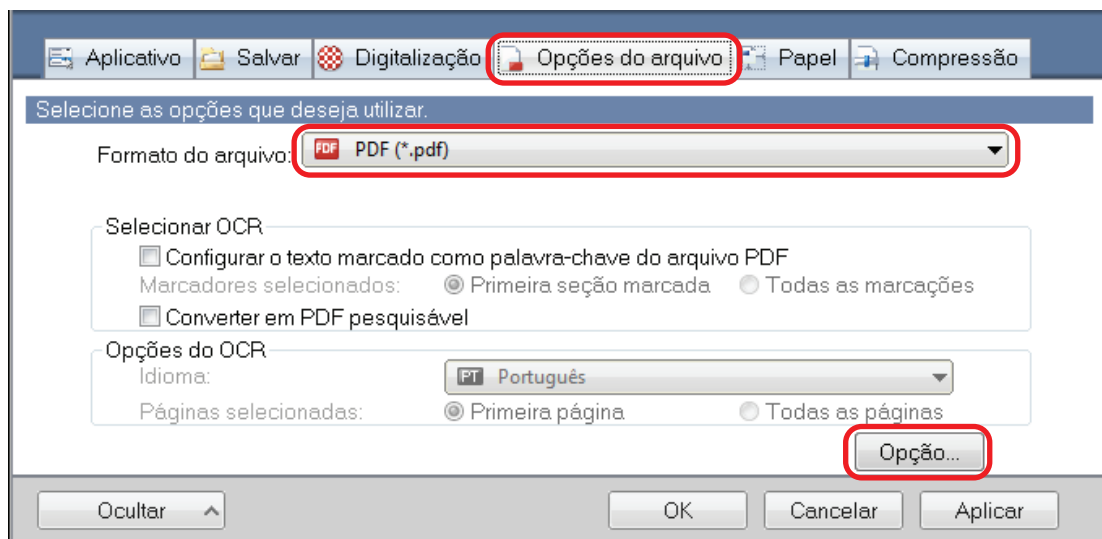 Aplicativo Salvar Digitalização Opções do arquivo Papel Compressão
Selecione as opções que deseja utilizar.
Formato do arquivo: PDF PDF (*.pdf)
Selecionar OCR
Configurar o texto marcado como palavra-chave do arquivo PDF
Marcadores selecionados: Primeira seção marcada Todas as marcações
Converter em PDF pesquisável
Opções do OCR
Idioma: PT Português
Páginas selecionadas: Primeira página Todas as páginas
Opção...
Ocultar OK Cancelar Aplicar